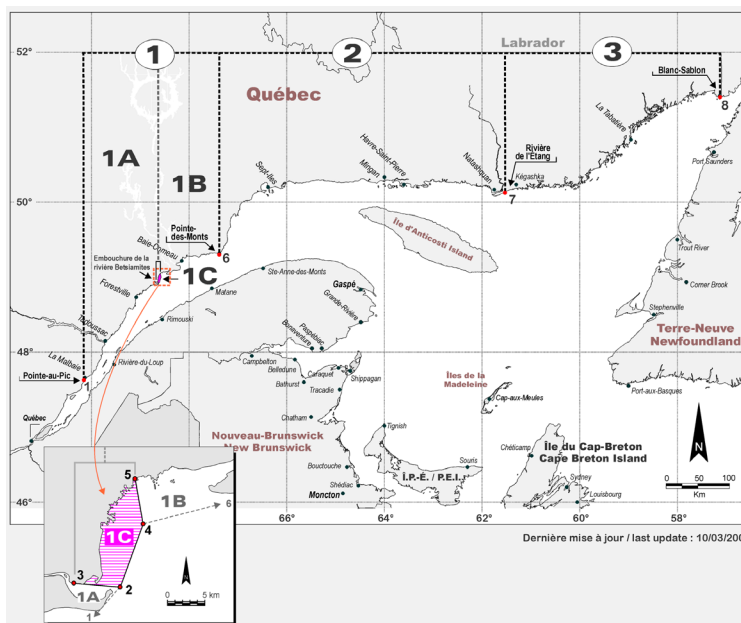 1
2
3
Labrador
52°
Blanc-Sablon
8
Québec
La Tabatière
1A
Rivière
de l'Étang
Havre-Saint-Pierre
Mingan
Natashquan
Kégashka
Port Saunders
1B
Sept-Îles
50°
7
Pointe-
des-Monts
Île d'Anticosti Island
Baie-Comeau
6
Trout River
Embouchure de la
rivière Betsiamites
1C
Ste-Anne-des-Monts
Matane
Gaspé
Corner Brook
Forestville
Grande-Rivière
Rimouski
Stephenville
Tadoussac
Paspébiac
Bonaventure
Terre-Neuve
Newfoundland
48°
La Malbaie
Rivière-du-Loup
Campbelton
Belledune
Caraquet
Shippagan
Pointe-au-Pic
1
Bathurst
Tracadie
Îles de la
Madeleine
Port-aux-Basques
Cap-aux-Meules
Chatham
Québec
Tignish
Nouveau-Brunswick
New Brunswick
Chéticamp
Île du Cap-Breton
Cape Breton Island
N
Bouctouche
Souris
Î.P.-É. / P.E.I.
Sydney
0 50 100
Km
Shédiac
Moncton
Louisbourg
46°
66°
64°
62°
60°
58°
5
1B
6
4
1C
3
2
1A
1
N
0 5 km
Dernière mise à jour / last update : 10/03/200